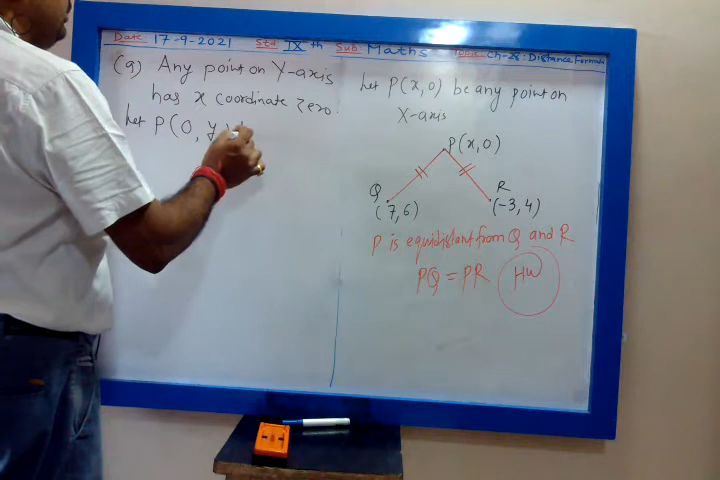 Date 17-9-2021 Std IX th Sub: Maths Topic Ch-28: Distance Formula
(9) Any point on Y-axis
has x coordinate zero.
Let P(0, y
Let P(x,0) be any point on
X-axis
P(x,0)
Q R
(7,6) (-3,4)
P is equidistant from Q and R
PQ = PR HW